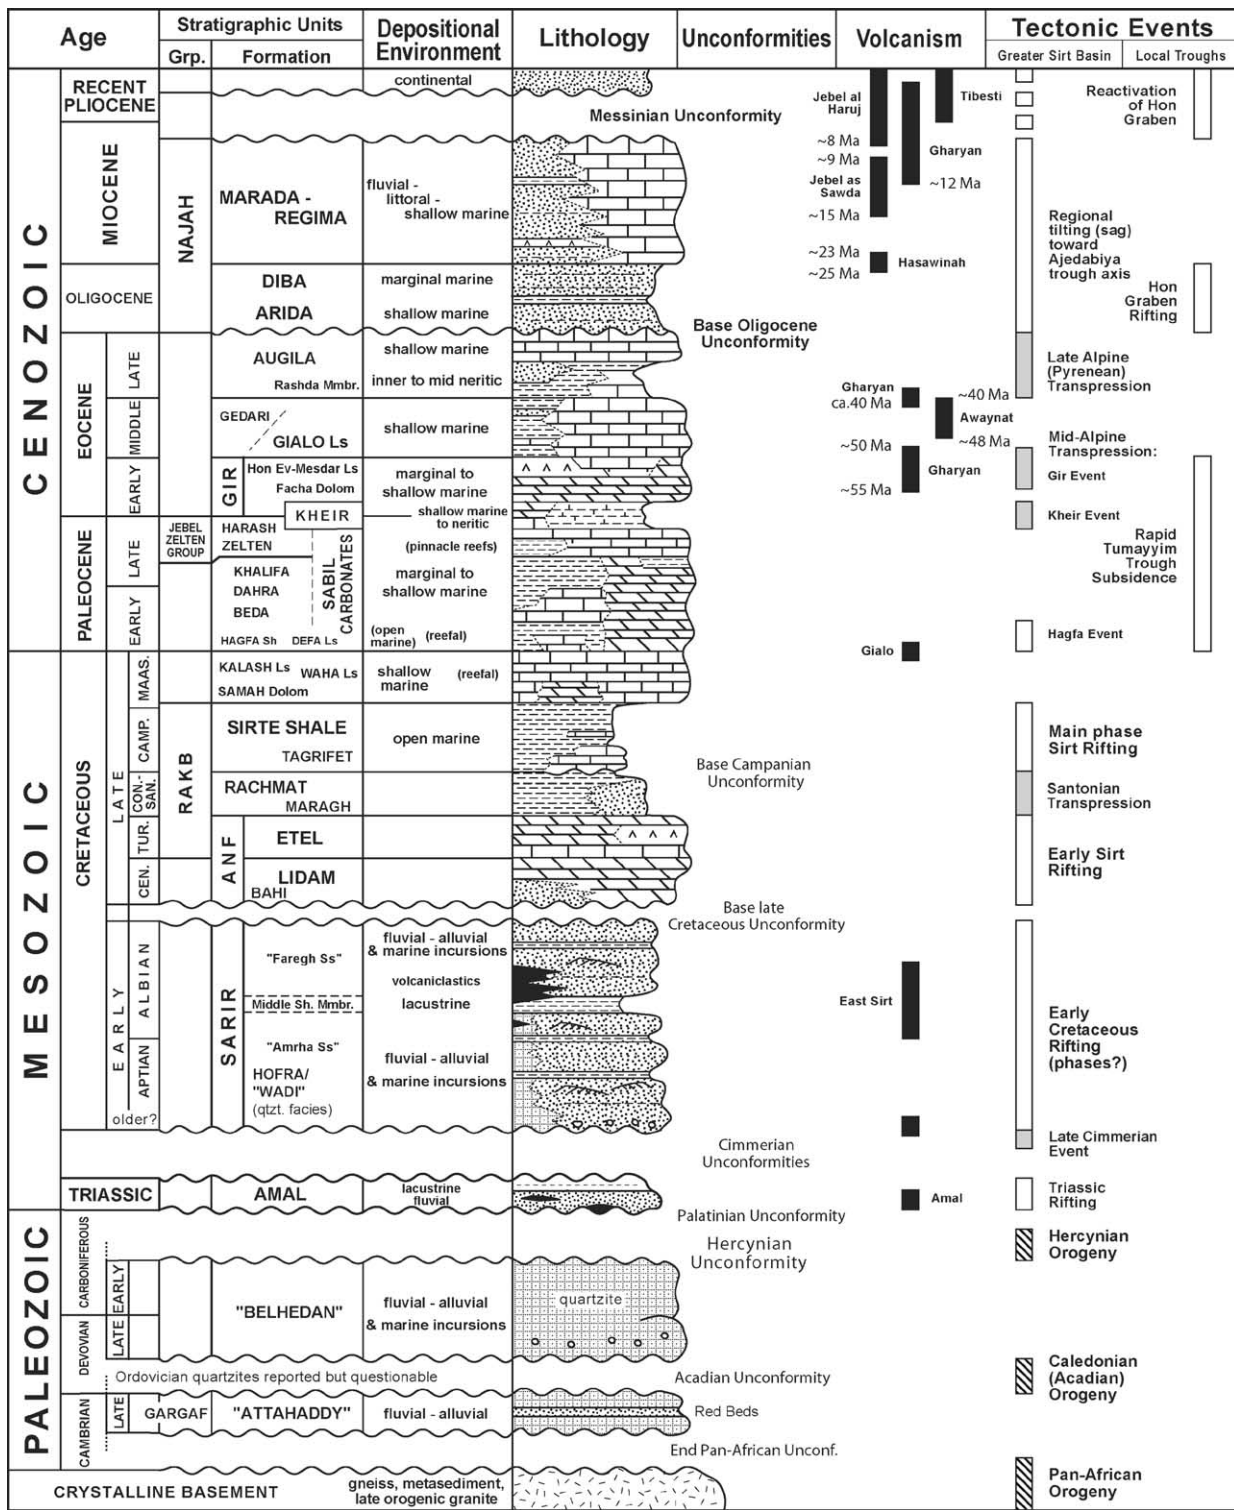 Age
Stratigraphic Units
Grp.
Formation
Depositional
Environment
Lithology
Unconformities
Volcanism
Tectonic Events
Greater Sirt Basin
Local Troughs
CENOZOIC
RECENT
PLIOCENE
MIOCENE
OLIGOCENE
EOCENE
LATE
MIDDLE
EARLY
PALEOCENE
LATE
EARLY
MESOZOIC
CRETACEOUS
LATE
MAAS.
CAMP.
CON.-
SAN.
TUR.
CEN.
EARLY
ALBIAN
APTIAN
older?
TRIASSIC
PALEOZOIC
CARBONIFEROUS
EARLY
DEVOVIAN
LATE
Ordovician quartzites reported but questionable
CAMBRIAN
LATE
CRYSTALLINE BASEMENT
NAJAH
JEBEL
ZELTEN
GROUP
RAKB
GARGAF
MARADA -
REGIMA
DIBA
ARIDA
AUGILA
Rashda Mmbr.
GEDARI
GIALO Ls
GIR
Hon Ev-Mesdar Ls
Facha Dolom
KHEIR
HARASH
ZELTEN
KHALIFA
DAHRA
BEDA
SABIL
CARBONATES
HAGFA Sh
DEFA Ls
KALASH Ls
WAHA Ls
SAMAH Dolom
SIRTE SHALE
TAGRIFET
RACHMAT
MARAGH
ANF
ETEL
LIDAM
BAHI
SARIR
"Faregh Ss"
Middle Sh. Mmbr.
"Amrha Ss"
HOFRA/
"WADI"
(qtzt. facies)
AMAL
"BELHEDAN"
"ATTAHADDY"
continental
fluvial -
littoral -
shallow marine
marginal marine
shallow marine
shallow marine
inner to mid neritic
shallow marine
marginal to
shallow marine
shallow marine
to neritic
(pinnacle reefs)
marginal to
shallow marine
(open
marine)
(reefal)
shallow
marine
(reefal)
open marine
fluvial - alluvial
& marine incursions
volcaniclastics
lacustrine
fluvial - alluvial
& marine incursions
lacustrine
fluvial
fluvial - alluvial
& marine incursions
fluvial - alluvial
gneiss, metasediment,
late orogenic granite
quartzite
Red Beds
Messinian Unconformity
Base Oligocene
Unconformity
Base Campanian
Unconformity
Base late
Cretaceous Unconformity
Cimmerian
Unconformities
Palatinian Unconformity
Hercynian
Unconformity
Acadian Unconformity
End Pan-African Unconf.
Jebel al
Haruj
Tibesti
~8 Ma
~9 Ma
Gharyan
Jebel as
Sawda
~12 Ma
~15 Ma
~23 Ma
Hasawinah
~25 Ma
Gharyan
ca.40 Ma
~40 Ma
Awaynat
~48 Ma
~50 Ma
Gharyan
~55 Ma
Gialo
East Sirt
Amal
Regional
tilting (sag)
toward
Ajedabiya
trough axis
Late Alpine
(Pyrenean)
Transpression
Mid-Alpine
Transpression:
Gir Event
Kheir Event
Hagfa Event
Main phase
Sirt Rifting
Santonian
Transpression
Early Sirt
Rifting
Early
Cretaceous
Rifting
(phases?)
Late Cimmerian
Event
Triassic
Rifting
Hercynian
Orogeny
Caledonian
(Acadian)
Orogeny
Pan-African
Orogeny
Reactivation
of Hon
Graben
Hon
Graben
Rifting
Rapid
Tumayyim
Trough
Subsidence